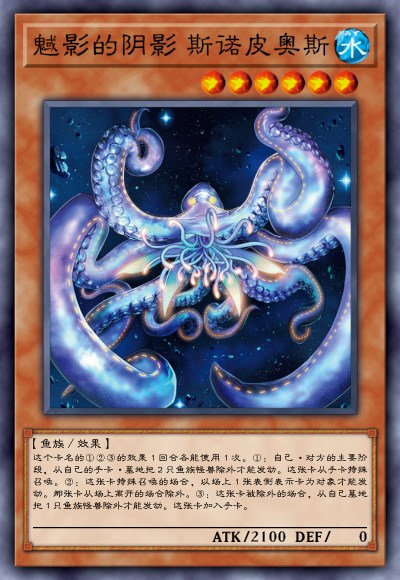 魊影的阴影 斯诺皮奥斯
水
【鱼族／效果】
这个卡名的①②③的效果1回合各能使用1次。①：自己·对方的主要阶
段，从自己的手卡·墓地把2只鱼族怪兽除外才能发动。这张卡从手卡特殊
召唤。②：这张卡特殊召唤的场合，以场上1张表侧表示卡为对象才能发
动。那张卡从场上离开的场合除外。③：这张卡被除外的场合，从自己墓地
把1只鱼族怪兽除外才能发动。这张卡加入手卡。
ATK/2100 DEF/ 0